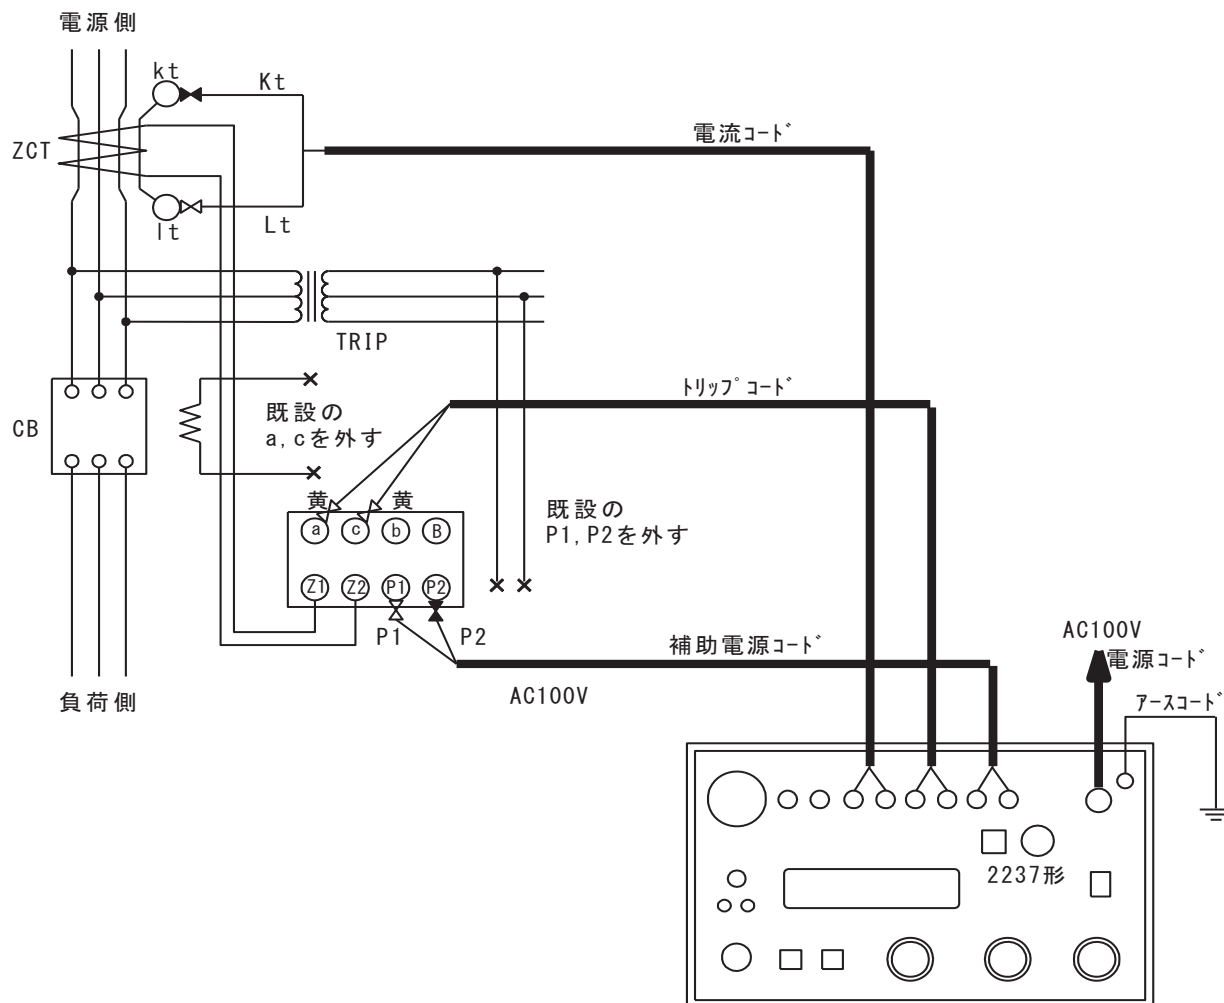 電源側
kt
Kt
ZCT
電流ｺｰﾄﾞ
lt
Lt
TRIP
ﾄﾘｯﾌﾟｺｰﾄﾞ
既設の
a,cを外す
CB
黄 黄
a c b B
既設の
P1,P2を外す
Z1 Z2 P1 P2
P1 P2
補助電源ｺｰﾄﾞ
AC100V
AC100V
電源ｺｰﾄﾞ
負荷側
ｱｰｽｺｰﾄﾞ
2237形